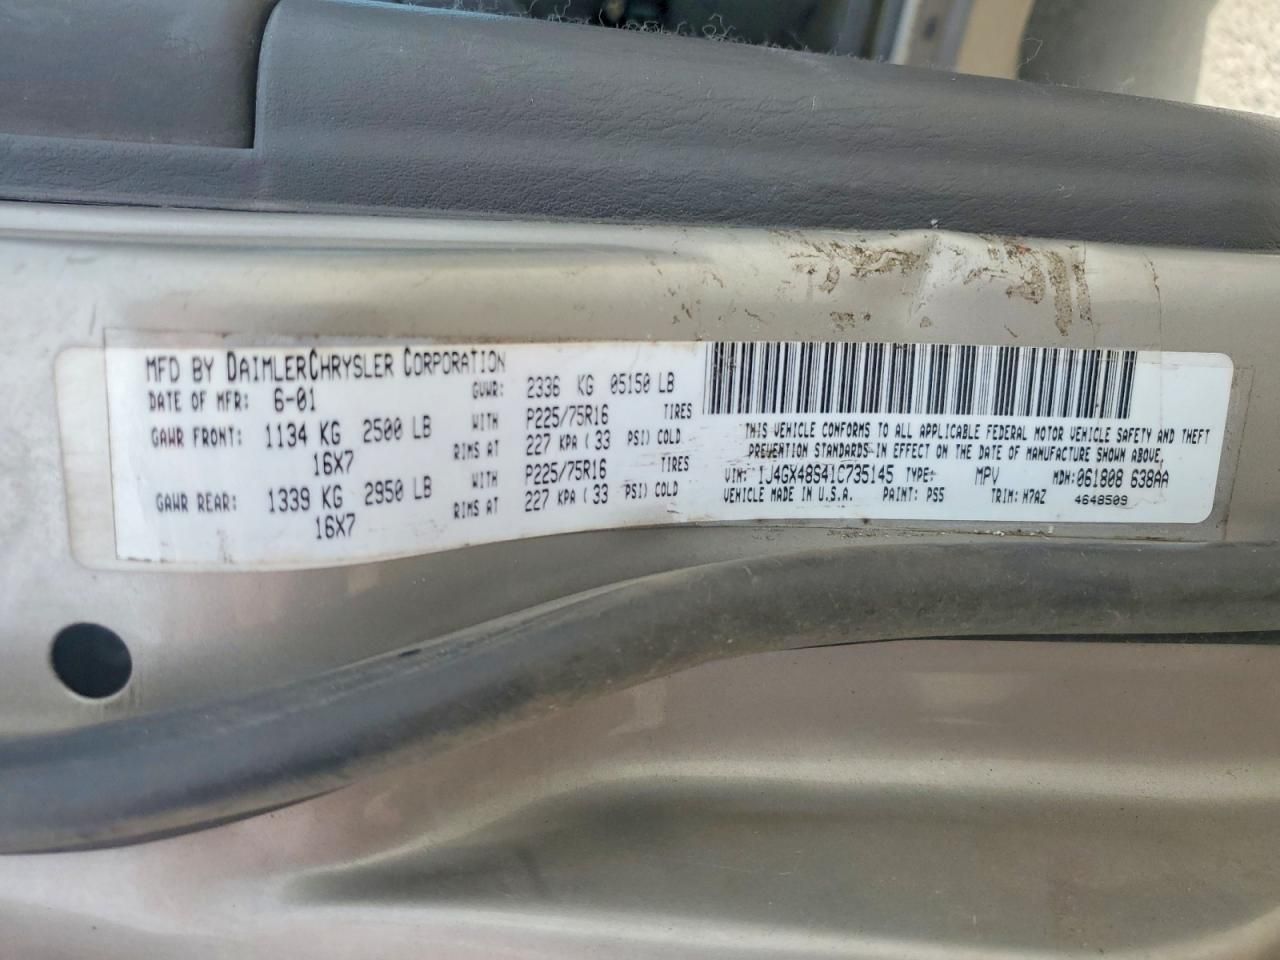 MFD BY DAIMLERCHRYSLER CORPORATION
DATE OF MFR: 6-01 GVWR: 2336 KG 05150 LB
GAWR FRONT: 1134 KG 2500 LB WITH P225/75R16 TIRES
16X7 RIMS AT 227 KPA ( 33 PSI) COLD
GAWR REAR: 1339 KG 2950 LB WITH P225/75R16 TIRES
16X7 RIMS AT 227 KPA ( 33 PSI) COLD
THIS VEHICLE CONFORMS TO ALL APPLICABLE FEDERAL MOTOR VEHICLE SAFETY AND THEFT
PREVENTION STANDARDS IN EFFECT ON THE DATE OF MANUFACTURE SHOWN ABOVE.
VIN: 1J4GX48S41C735145 TYPE: MPV MDH: 061808 638AA
VEHICLE MADE IN U.S.A. PAINT: PS5 TRIM: H7AZ 4648509